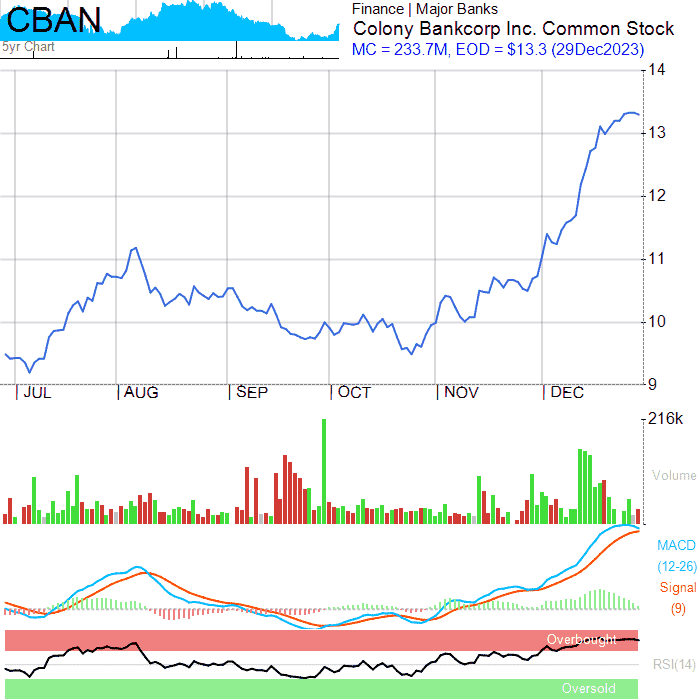 CBAN
5yr Chart
Finance | Major Banks
Colony Bankcorp Inc. Common Stock
MC = 233.7M, EOD = $13.3 (29Dec2023)
14
13
12
11
10
9
JUL AUG SEP OCT NOV DEC
216k
Volume
MACD
(12-26)
Signal
(9)
Overbought
RSI(14)
Oversold